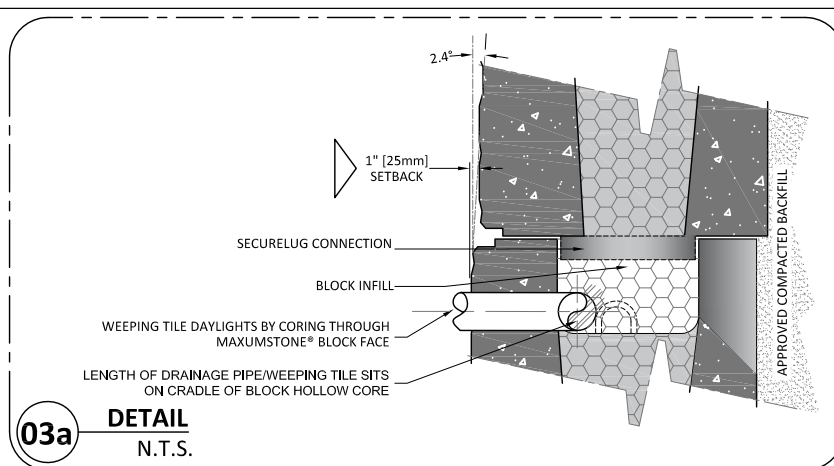 2.4°
1" [25mm]
SETBACK
SECURELUG CONNECTION
BLOCK INFILL
WEEPING TILE DAYLIGHTS BY CORING THROUGH
MAXUMSTONE® BLOCK FACE
LENGTH OF DRAINAGE PIPE/WEEPING TILE SITS
ON CRADLE OF BLOCK HOLLOW CORE
APPROVED COMPACTED BACKFILL
03a
DETAIL
N.T.S.